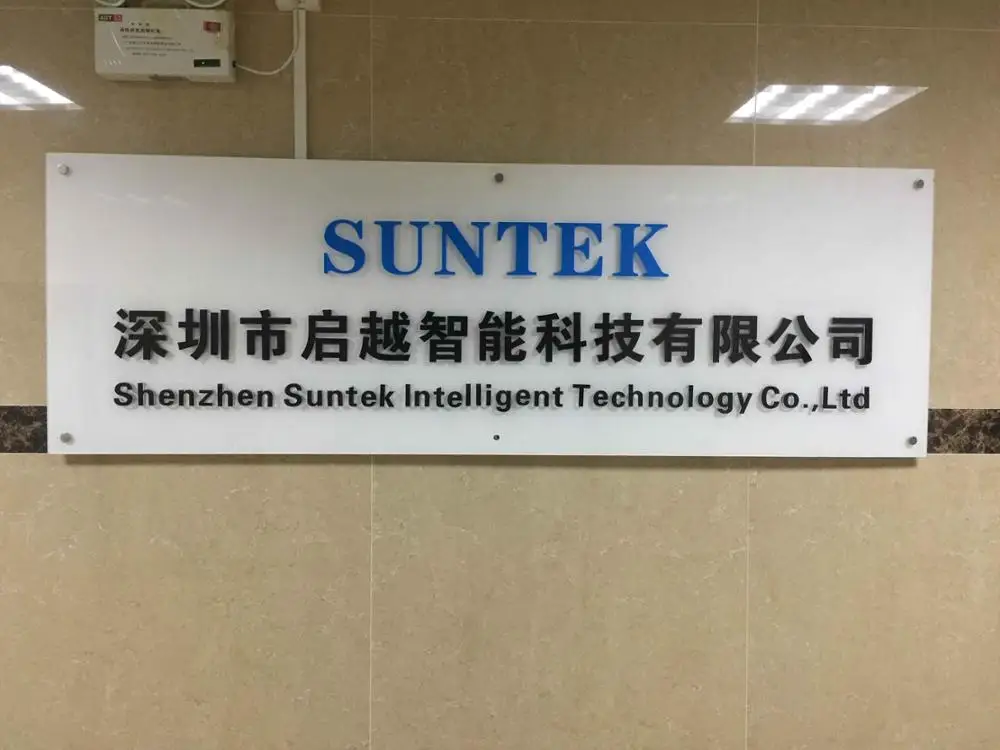 SUNTEK
深圳市启越智能科技有限公司
Shenzhen Suntek Intelligent Technology Co.,Ltd